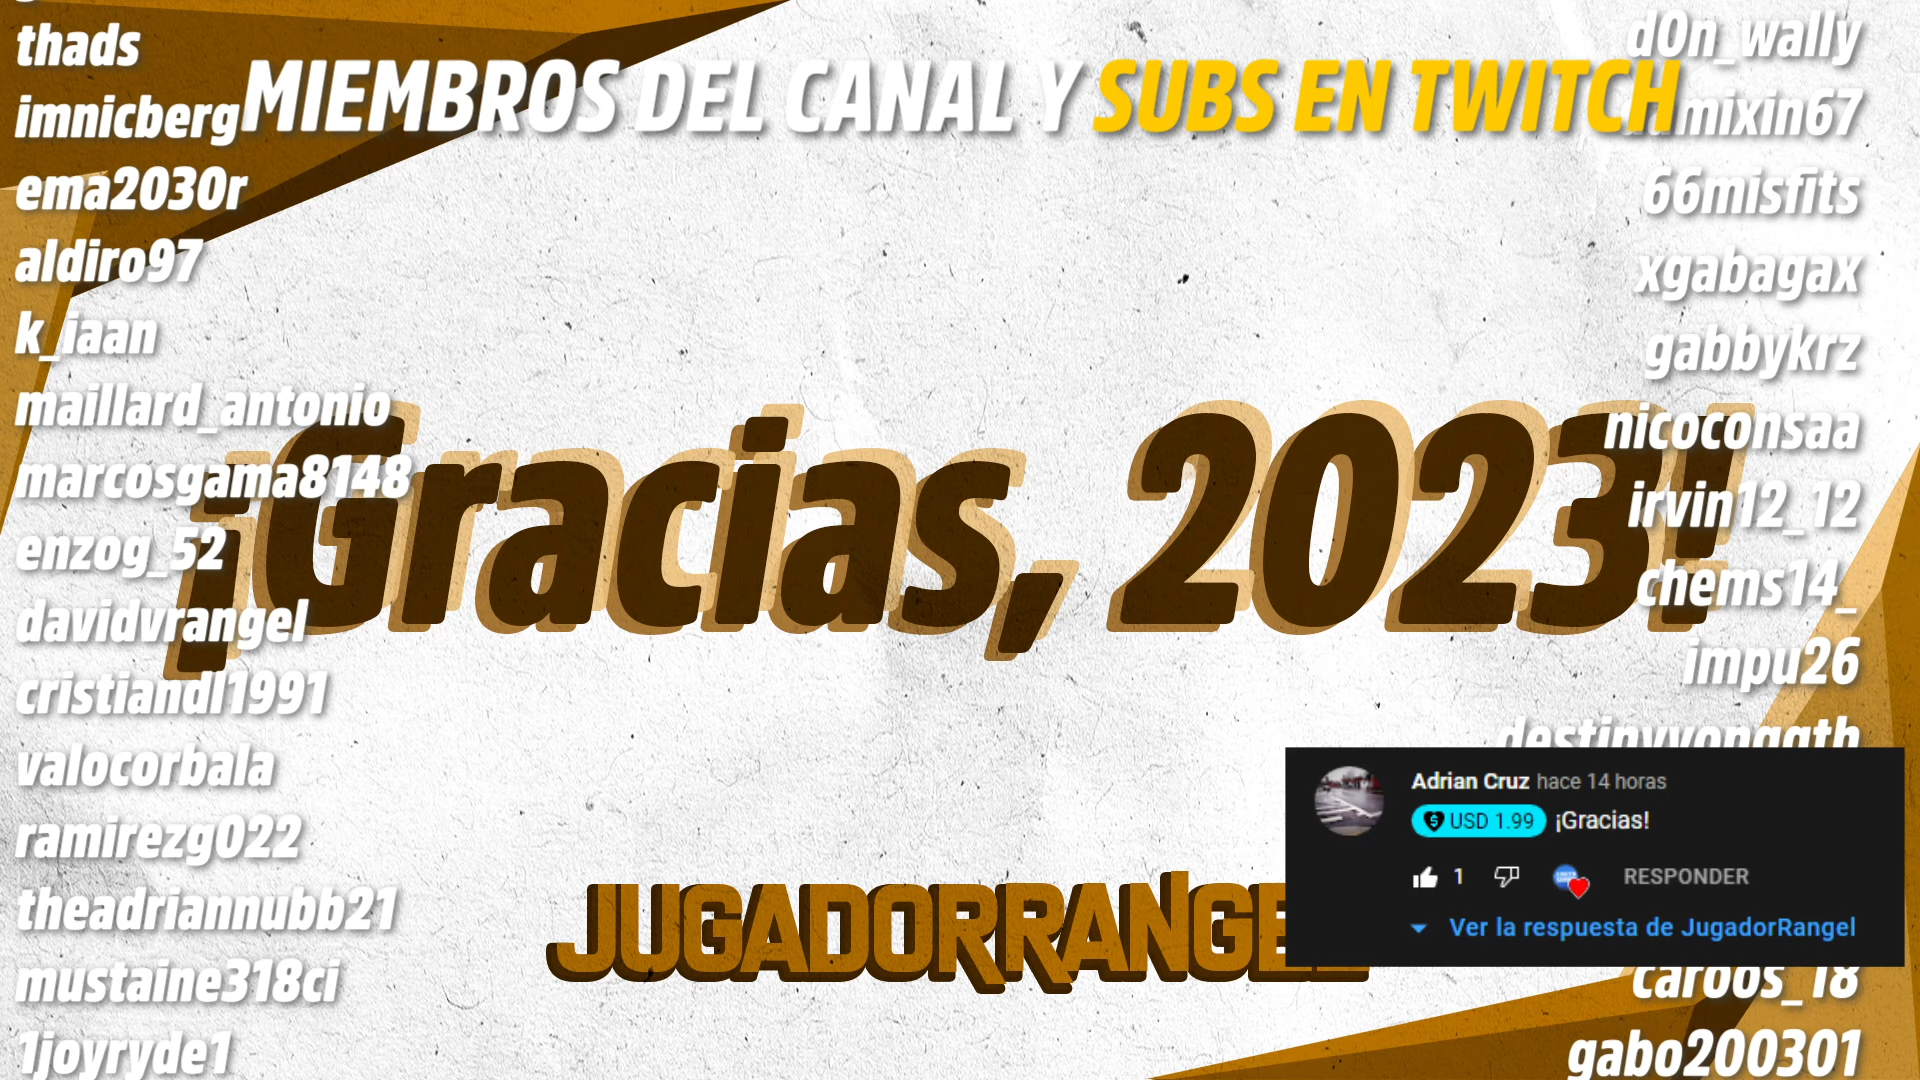 MIEMBROS DEL CANAL Y SUBS EN TWITCH
thads
imnicberg
ema2030r
aldiro97
k_iaan
maillard_antonio
marcosgama8148
enzog_52
davidvrangel
cristiandl1991
valocorbala
ramirezg022
theadriannubb21
mustaine318ci
1joyryde1
¡Gracias, 2023!
JUGADORRANGEL
d0n_wally
66misfits
xgabagax
gabbykrz
nicoconsaa
irvin12_12
chems14_
impu26
Adrian Cruz hace 14 horas
USD 1.99 ¡Gracias!
1 RESPONDER
Ver la respuesta de JugadorRangel
gabo200301